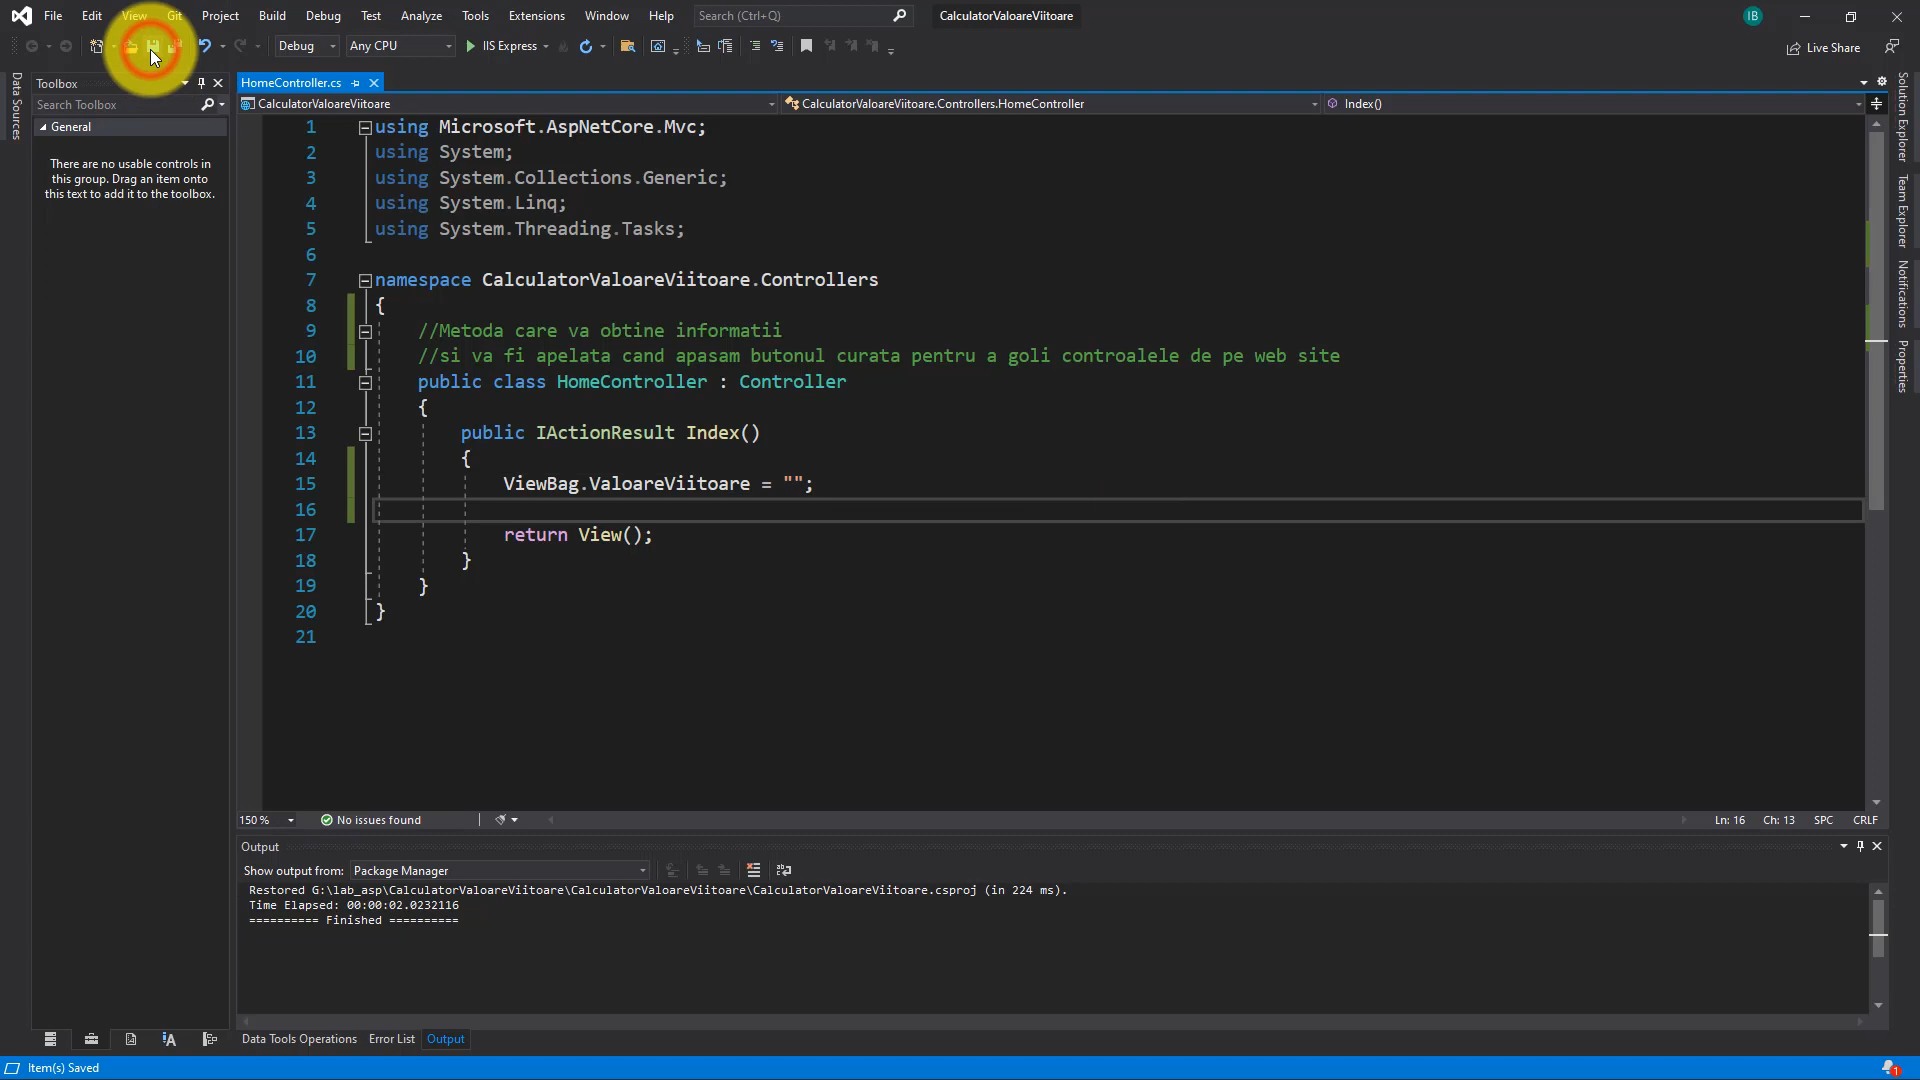 File Edit View Git Project Build Debug Test Analyze Tools Extensions Window Help Search (Ctrl+Q) CalculatorValoareViitoare IB
Debug Any CPU IIS Express Live Share
Data Sources
Toolbox
Search Toolbox
General
There are no usable controls in
this group. Drag an item onto
this text to add it to the toolbox.
HomeController.cs
CalculatorValoareViitoare CalculatorValoareViitoare.Controllers.HomeController Index()
1 using Microsoft.AspNetCore.Mvc;
2 using System;
3 using System.Collections.Generic;
4 using System.Linq;
5 using System.Threading.Tasks;
6
7 namespace CalculatorValoareViitoare.Controllers
8 {
9 //Metoda care va obtine informatii
10 //si va fi apelata cand apasam butonul curata pentru a goli controalele de pe web site
11 public class HomeController : Controller
12 {
13 public IActionResult Index()
14 {
15 ViewBag.ValoareViitoare = "";
16
17 return View();
18 }
19 }
20 }
21
150 % No issues found Ln: 16 Ch: 13 SPC CRLF
Output
Show output from: Package Manager
Restored G:\lab_asp\CalculatorValoareViitoare\CalculatorValoareViitoare\CalculatorValoareViitoare.csproj (in 224 ms).
Time Elapsed: 00:00:02.0232116
========== Finished ==========
Data Tools Operations Error List Output
Item(s) Saved 1
Solution Explorer
Team Explorer
Notifications
Properties